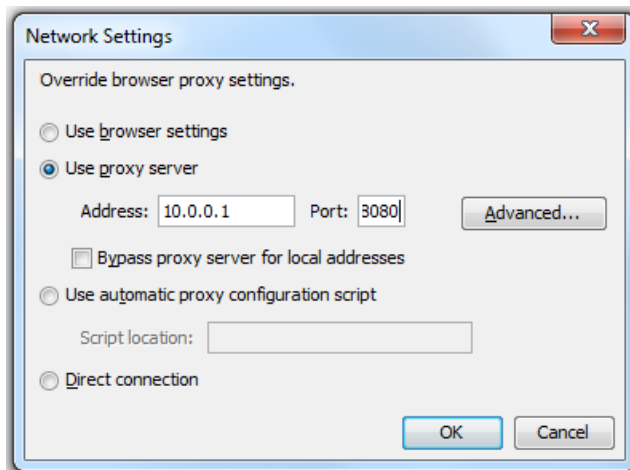 Network Settings
Override browser proxy settings.
Use browser settings
Use proxy server
Address: 10.0.0.1 Port: 3080 Advanced...
Bypass proxy server for local addresses
Use automatic proxy configuration script
Script location:
Direct connection
OK Cancel